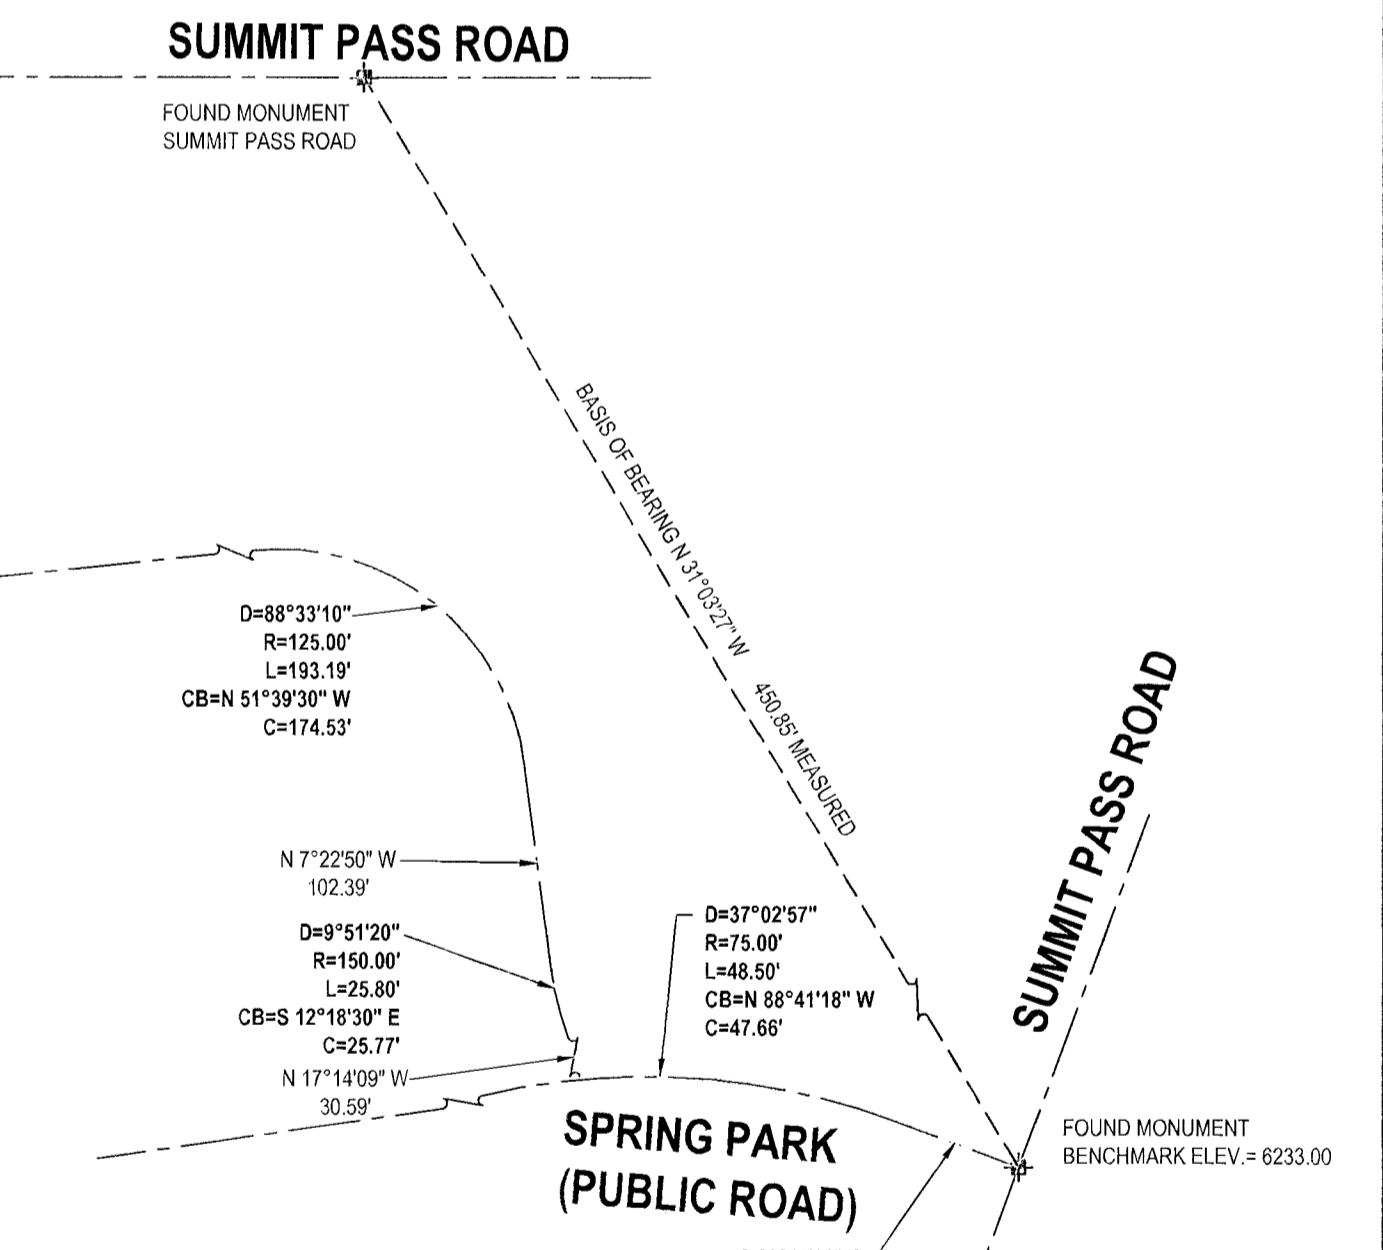 SUMMIT PASS ROAD
FOUND MONUMENT
SUMMIT PASS ROAD
BASIS OF BEARING N 31°03'27" W 450.85' MEASURED
D=88°33'10"
R=125.00'
L=193.19'
CB=N 51°39'30" W
C=174.53'
SUMMIT PASS ROAD
N 7°22'50" W
102.39'
D=9°51'20"
R=150.00'
L=25.80'
CB=S 12°18'30" E
C=25.77'
N 17°14'09" W
30.59'
D=37°02'57"
R=75.00'
L=48.50'
CB=N 88°41'18" W
C=47.66'
SPRING PARK
(PUBLIC ROAD)
FOUND MONUMENT
BENCHMARK ELEV.= 6233.00